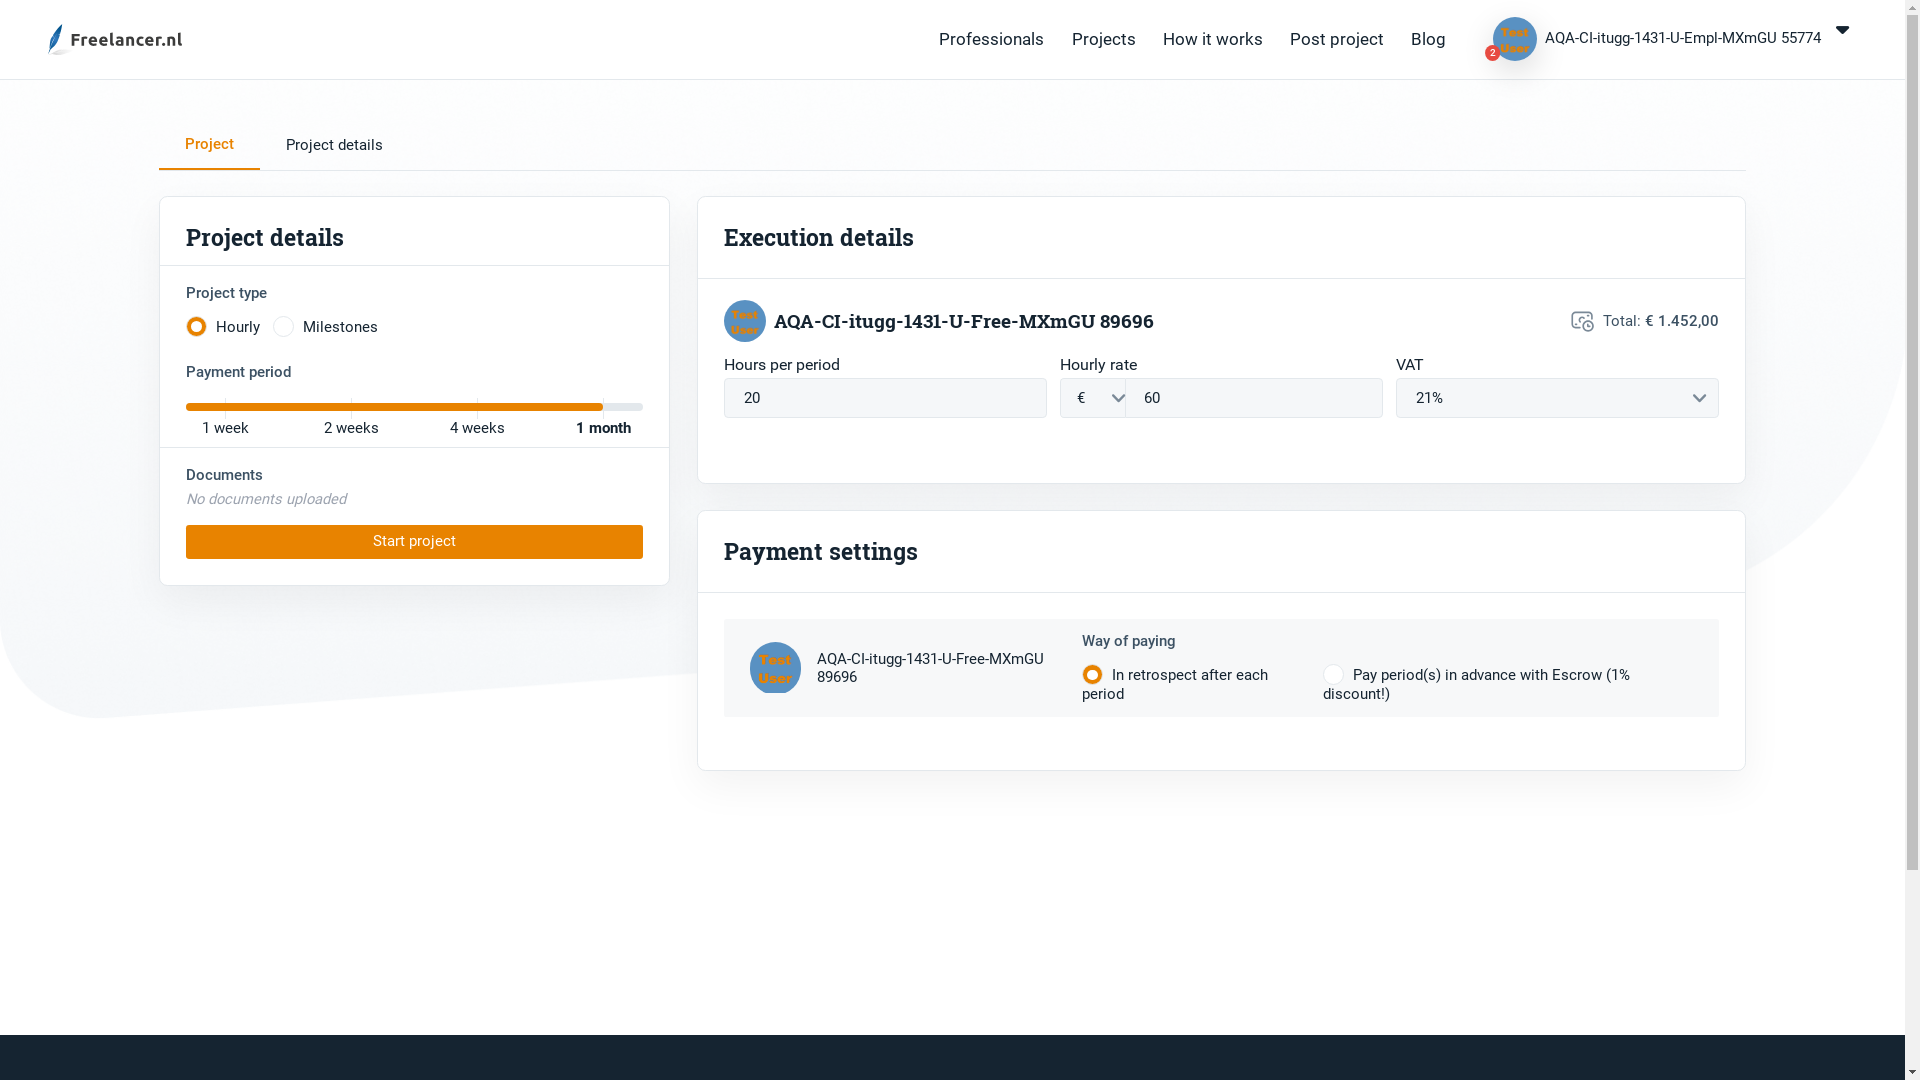 Freelancer.nl
Professionals
Projects
How it works
Post project
Blog
Test
User
2
AQA-CI-itugg-1431-U-Empl-MXmGU 55774
Project
Project details
Project details
Project type
Hourly
Milestones
Payment period
1 week
2 weeks
4 weeks
1 month
Documents
No documents uploaded
Start project
Execution details
Test
User
AQA-CI-itugg-1431-U-Free-MXmGU 89696
Total: € 1.452,00
Hours per period
20
Hourly rate
€
60
VAT
21%
Payment settings
Test
User
AQA-CI-itugg-1431-U-Free-MXmGU
89696
Way of paying
In retrospect after each
period
Pay period(s) in advance with Escrow (1%
discount!)